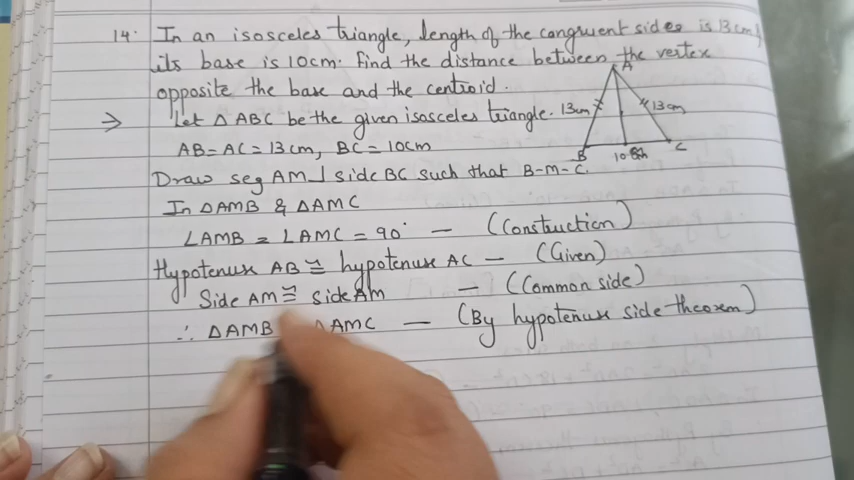 14. In an isosceles triangle, length of the congruent sides is 13cm,
its base is 10cm. Find the distance between the vertex
opposite the base and the centroid.
⇒ Let △ABC be the given isosceles triangle.
AB=AC=13cm, BC=10cm
A
13cm
13cm
B
C
Draw seg AM⊥side BC such that B-M-C.
In △AMB & △AMC
∠AMB = ∠AMC = 90° — (Construction)
Hypotenuse AB ≅ hypotenuse AC — (Given)
Side AM ≅ side AM — (Common side)
∴ △AMB △AMC — (By hypotenuse side theorem)